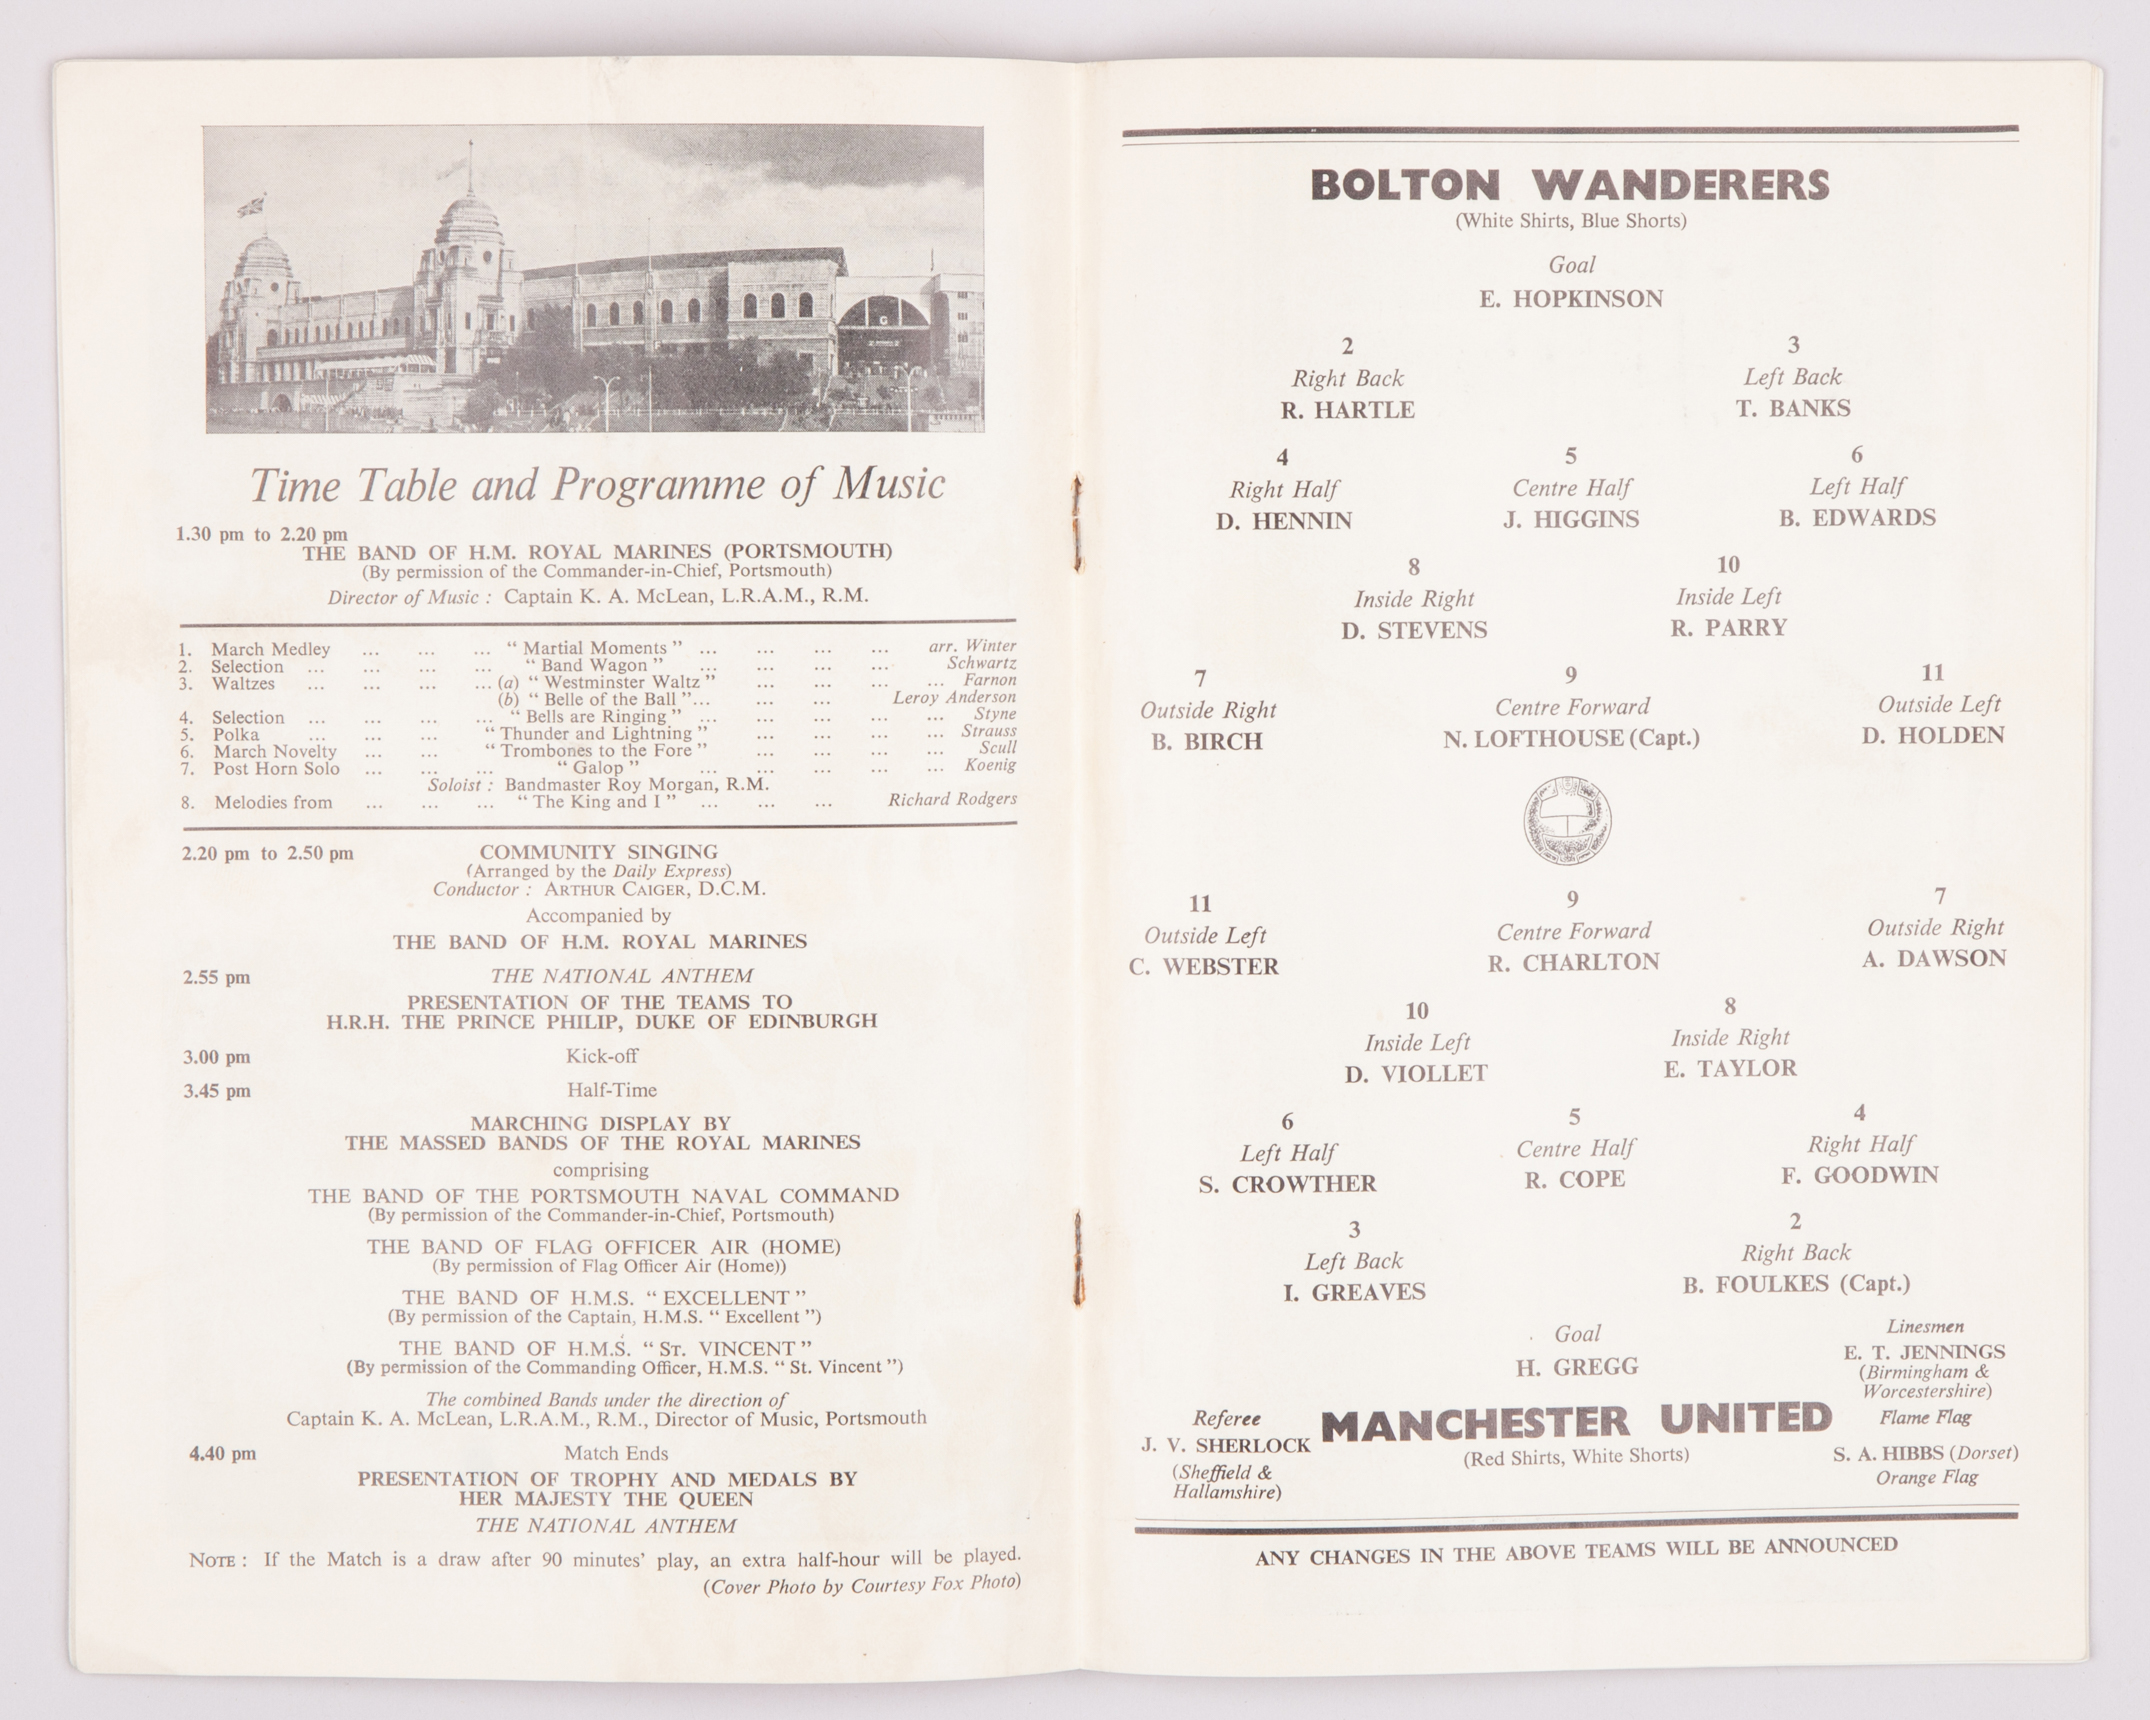 Time Table and Programme of Music
1.30 pm to 2.20 pm
THE BAND OF H.M. ROYAL MARINES (PORTSMOUTH)
(By permission of the Commander-in-Chief, Portsmouth)
Director of Music : Captain K. A. McLean, L.R.A.M., R.M.
1. March Medley ... ... ... “ Martial Moments ” ... ... ... ... arr. Winter
2. Selection ... ... ... ... “ Band Wagon ” ... ... ... ... Schwartz
3. Waltzes ... ... ... ... (a) “ Westminster Waltz ” ... ... ... ... Farnon
(b) “ Belle of the Ball ”... ... ... Leroy Anderson
4. Selection ... ... ... ... “ Bells are Ringing ” ... ... ... ... ... Styne
5. Polka ... ... ... “ Thunder and Lightning ” ... ... ... ... Strauss
6. March Novelty ... ... “ Trombones to the Fore ” ... ... ... ... Scull
7. Post Horn Solo ... ... ... “ Galop ” ... ... ... ... ... Koenig
Soloist : Bandmaster Roy Morgan, R.M.
8. Melodies from ... ... ... “ The King and I ” ... ... ... Richard Rodgers
2.20 pm to 2.50 pm COMMUNITY SINGING
(Arranged by the Daily Express)
Conductor : ARTHUR CAIGER, D.C.M.
Accompanied by
THE BAND OF H.M. ROYAL MARINES
2.55 pm THE NATIONAL ANTHEM
PRESENTATION OF THE TEAMS TO
H.R.H. THE PRINCE PHILIP, DUKE OF EDINBURGH
3.00 pm Kick-off
3.45 pm Half-Time
MARCHING DISPLAY BY
THE MASSED BANDS OF THE ROYAL MARINES
comprising
THE BAND OF THE PORTSMOUTH NAVAL COMMAND
(By permission of the Commander-in-Chief, Portsmouth)
THE BAND OF FLAG OFFICER AIR (HOME)
(By permission of Flag Officer Air (Home))
THE BAND OF H.M.S. “ EXCELLENT ”
(By permission of the Captain, H.M.S. “ Excellent ”)
THE BAND OF H.M.S. “ ST. VINCENT ”
(By permission of the Commanding Officer, H.M.S. “ St. Vincent ”)
The combined Bands under the direction of
Captain K. A. McLean, L.R.A.M., R.M., Director of Music, Portsmouth
4.40 pm Match Ends
PRESENTATION OF TROPHY AND MEDALS BY
HER MAJESTY THE QUEEN
THE NATIONAL ANTHEM
NOTE : If the Match is a draw after 90 minutes’ play, an extra half-hour will be played.
(Cover Photo by Courtesy Fox Photo)
BOLTON WANDERERS
(White Shirts, Blue Shorts)
Goal
E. HOPKINSON
2 3
Right Back Left Back
R. HARTLE T. BANKS
4 5 6
Right Half Centre Half Left Half
D. HENNIN J. HIGGINS B. EDWARDS
8 10
Inside Right Inside Left
D. STEVENS R. PARRY
7 9 11
Outside Right Centre Forward Outside Left
B. BIRCH N. LOFTHOUSE (Capt.) D. HOLDEN
11 9 7
Outside Left Centre Forward Outside Right
C. WEBSTER R. CHARLTON A. DAWSON
10 8
Inside Left Inside Right
D. VIOLLET E. TAYLOR
6 5 4
Left Half Centre Half Right Half
S. CROWTHER R. COPE F. GOODWIN
3 2
Left Back Right Back
I. GREAVES B. FOULKES (Capt.)
Goal
H. GREGG
MANCHESTER UNITED
(Red Shirts, White Shorts)
Referee
J. V. SHERLOCK
(Sheffield &
Hallamshire)
Linesmen
E. T. JENNINGS
(Birmingham &
Worcestershire)
Flame Flag
S. A. HIBBS (Dorset)
Orange Flag
ANY CHANGES IN THE ABOVE TEAMS WILL BE ANNOUNCED